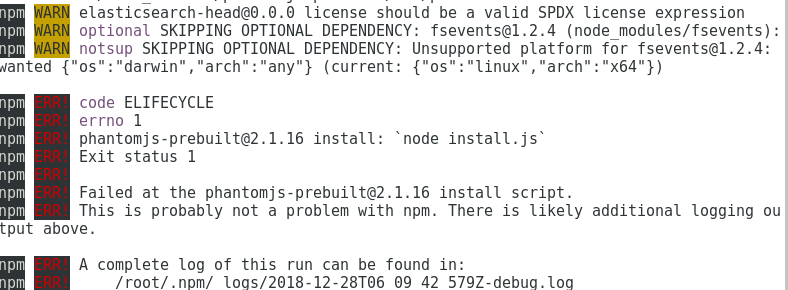 npm WARN elasticsearch-head@0.0.0 license should be a valid SPDX license expression
npm WARN optional SKIPPING OPTIONAL DEPENDENCY: fsevents@1.2.4 (node_modules/fsevents):
npm WARN notsup SKIPPING OPTIONAL DEPENDENCY: Unsupported platform for fsevents@1.2.4:
wanted {"os":"darwin","arch":"any"} (current: {"os":"linux","arch":"x64"})
npm ERR! code ELIFECYCLE
npm ERR! errno 1
npm ERR! phantomjs-prebuilt@2.1.16 install: `node install.js`
npm ERR! Exit status 1
npm ERR!
npm ERR! Failed at the phantomjs-prebuilt@2.1.16 install script.
npm ERR! This is probably not a problem with npm. There is likely additional logging ou
tput above.
npm ERR! A complete log of this run can be found in:
npm ERR!     /root/.npm/_logs/2018-12-28T06_09_42_579Z-debug.log